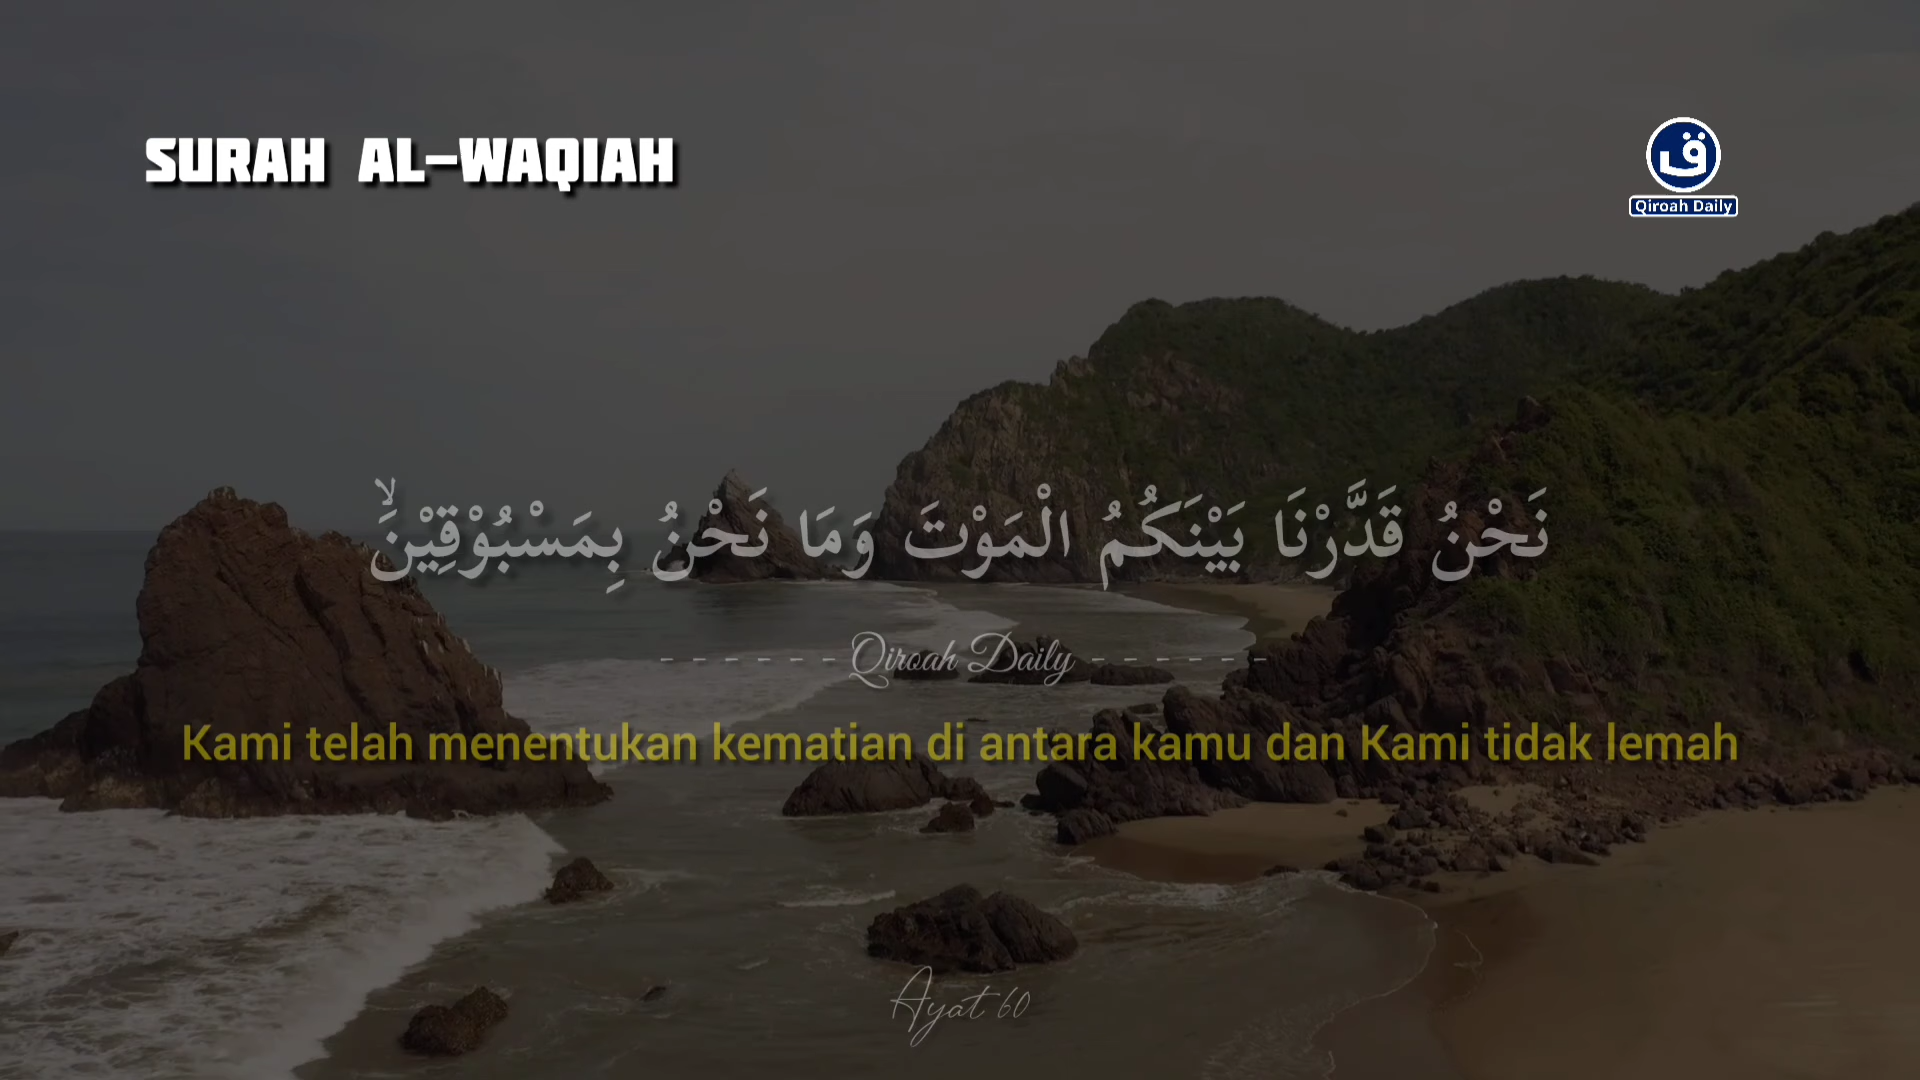 SURAH AL-WAQIAH
ق
Qiroah Daily
نَحْنُ قَدَّرْنَا بَيْنَكُمُ الْمَوْتَ وَمَا نَحْنُ بِمَسْبُوْقِيْنَۙ
- - - - - - Qiroah Daily - - - - - -
Kami telah menentukan kematian di antara kamu dan Kami tidak lemah
Ayat 60